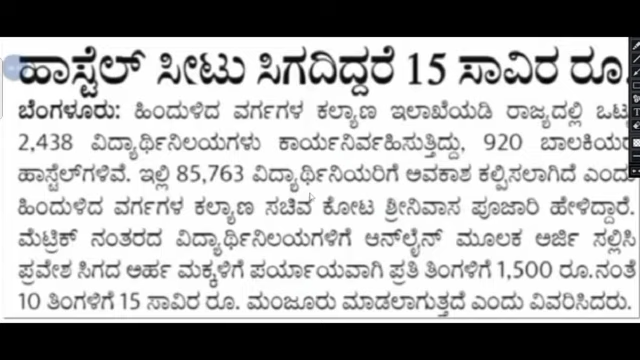 ಹಾಸ್ಟೆಲ್ ಸೀಟು ಸಿಗದಿದ್ದರೆ 15 ಸಾವಿರ ರೂ.
ಬೆಂಗಳೂರು: ಹಿಂದುಳಿದ ವರ್ಗಗಳ ಕಲ್ಯಾಣ ಇಲಾಖೆಯಡಿ ರಾಜ್ಯದಲ್ಲಿ ಒಟ
2,438 ವಿದ್ಯಾರ್ಥಿನಿಲಯಗಳು ಕಾರ್ಯನಿರ್ವಹಿಸುತ್ತಿದ್ದು, 920 ಬಾಲಕಿಯರ
ಹಾಸ್ಟೆಲ್‌ಗಳಿವೆ. ಇಲ್ಲಿ 85,763 ವಿದ್ಯಾರ್ಥಿನಿಯರಿಗೆ ಅವಕಾಶ ಕಲ್ಪಿಸಲಾಗಿದೆ ಎಂದು
ಹಿಂದುಳಿದ ವರ್ಗಗಳ ಕಲ್ಯಾಣ ಸಚಿವ ಕೋಟ ಶ್ರೀನಿವಾಸ ಪೂಜಾರಿ ಹೇಳಿದ್ದಾರೆ.
ಮೆಟ್ರಿಕ್ ನಂತರದ ವಿದ್ಯಾರ್ಥಿನಿಲಯಗಳಿಗೆ ಆನ್‌ಲೈನ್ ಮೂಲಕ ಅರ್ಜಿ ಸಲ್ಲಿಸಿ
ಪ್ರವೇಶ ಸಿಗದ ಅರ್ಹ ಮಕ್ಕಳಿಗೆ ಪರ್ಯಾಯವಾಗಿ ಪ್ರತಿ ತಿಂಗಳಿಗೆ 1,500 ರೂ.ನಂತೆ
10 ತಿಂಗಳಿಗೆ 15 ಸಾವಿರ ರೂ. ಮಂಜೂರು ಮಾಡಲಾಗುತ್ತದೆ ಎಂದು ವಿವರಿಸಿದರು.